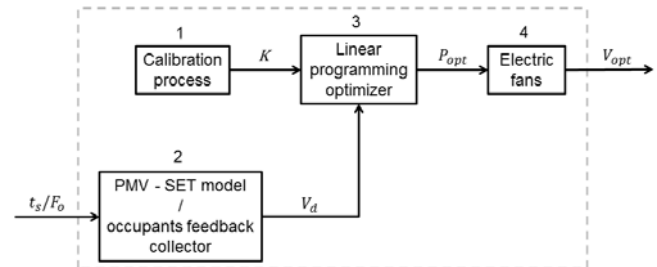 1
Calibration
process
K
3
Linear
programming
optimizer
P_opt
4
Electric
fans
V_opt
2
t_s/F_o
PMV - SET model
/
occupants feedback
collector
V_d